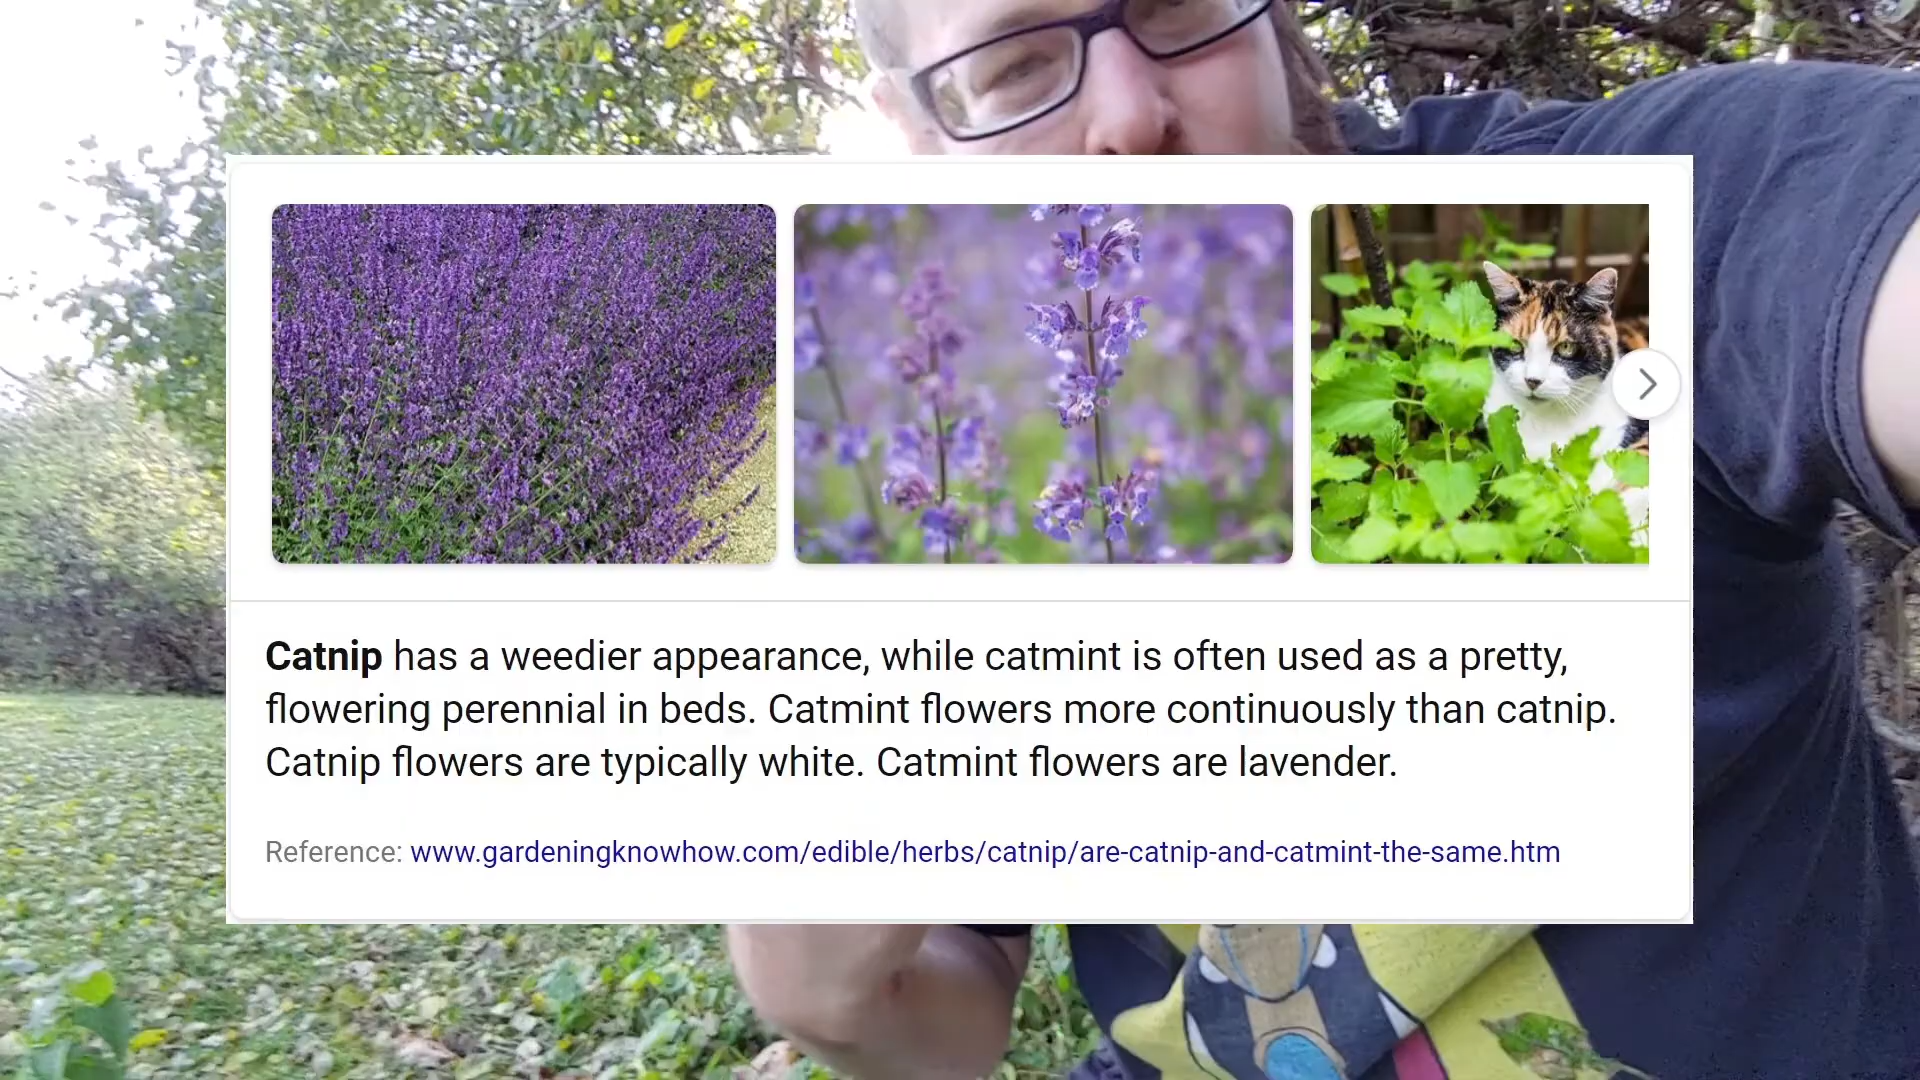 Catnip has a weedier appearance, while catmint is often used as a pretty,
flowering perennial in beds. Catmint flowers more continuously than catnip.
Catnip flowers are typically white. Catmint flowers are lavender.
Reference: www.gardeningknowhow.com/edible/herbs/catnip/are-catnip-and-catmint-the-same.htm